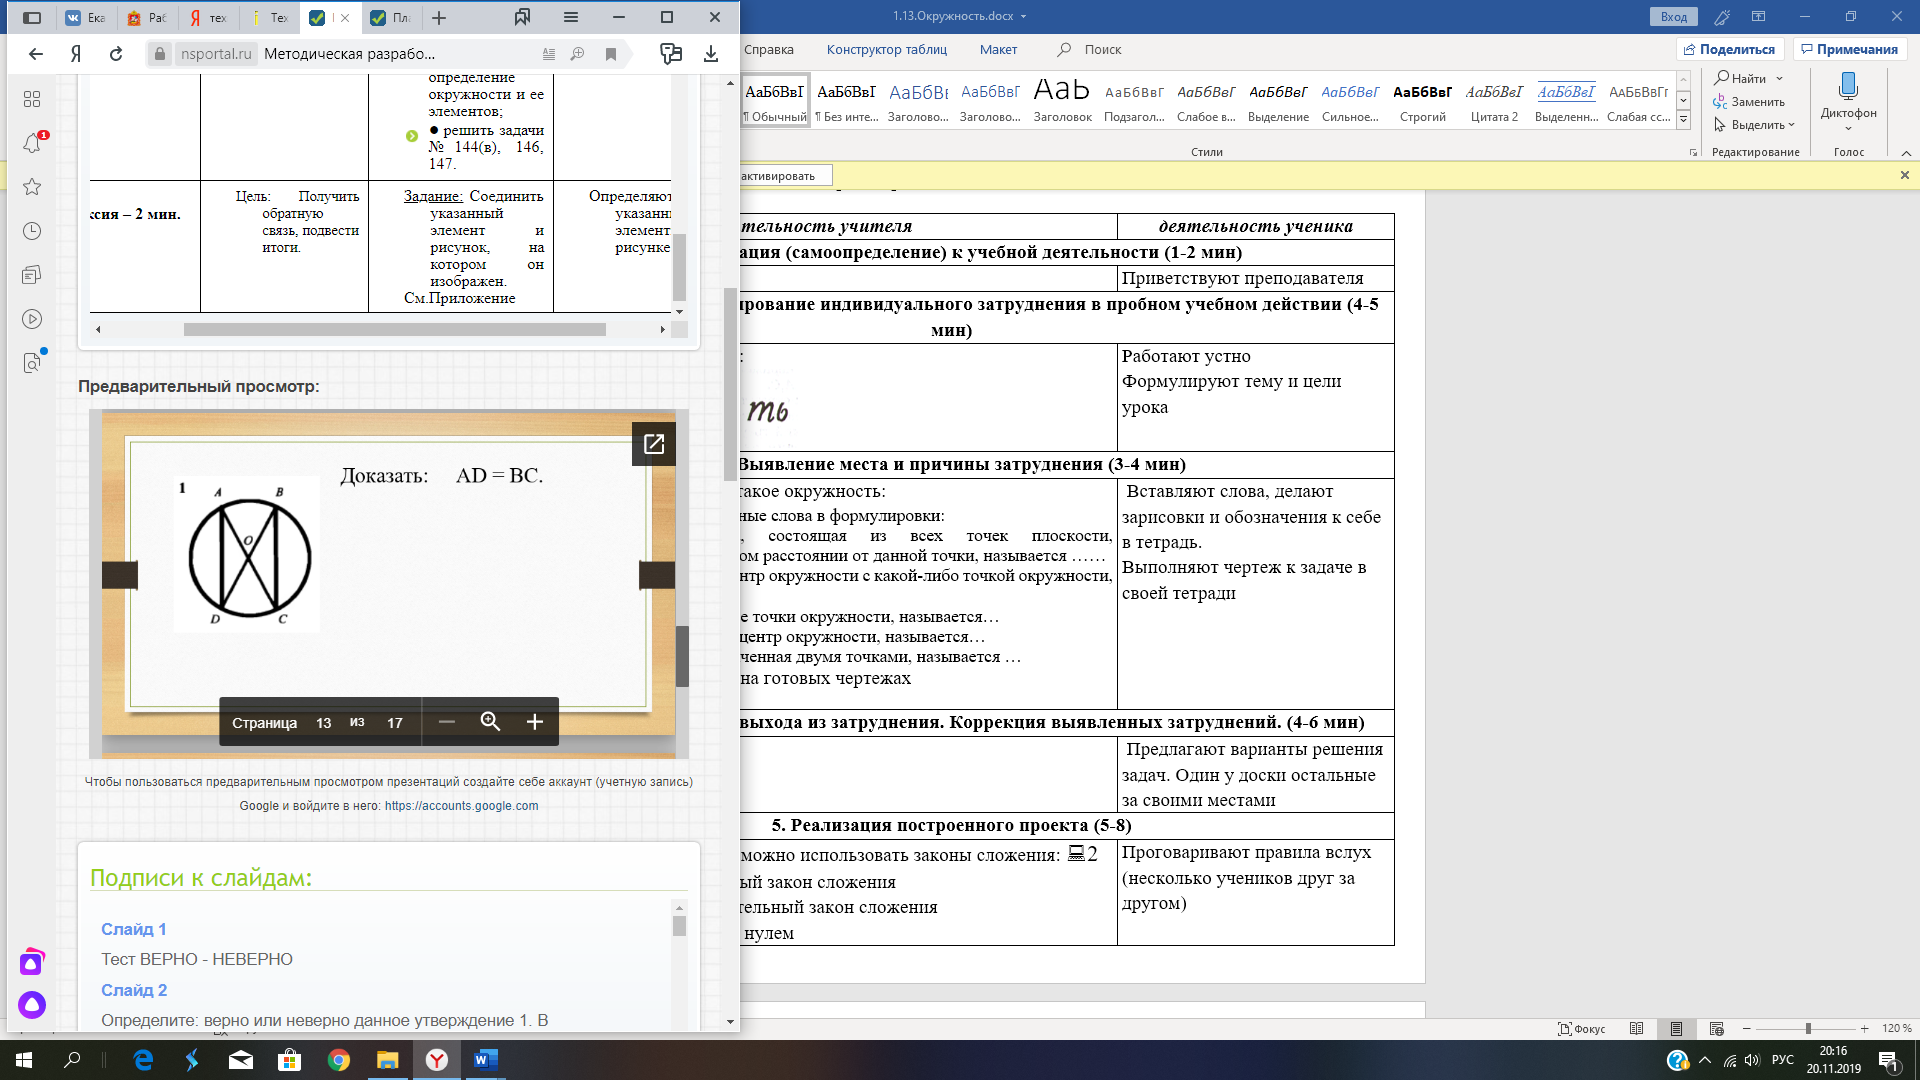 Ека
Раб
тех
Тех
Пла
1.13.Окружность.docx
Вход
nsportal.ru
Методическая разрабо...
Справка
Конструктор таблиц
Макет
Поиск
Поделиться
Примечания
АаБбВвГ
АаБбВвГ
АаБбВвГ
АаБбВвГ
АаЬ
АаБбВвГ
АаБбВвГ
АаБбВвГ
АаБбВвГ
АаБбВвГ
АаБбВвГ
АаБбВвГ
АаБбВвГ
¶ Обычный
¶ Без инте...
Заголово...
Заголово...
Заголовок
Подзагол...
Слабое в...
Выделение
Сильное...
Строгий
Цитата 2
Выделенн...
Слабая сс...
Стили
Найти
Заменить
Выделить
Редактирование
Диктофон
Голос
активировать
определение
окружности и ее
элементов;
● решить задачи
№ 144(в), 146,
147.
ксия – 2 мин.
Цель: Получить
обратную
связь, подвести
итоги.
Задание: Соединить
указанный
элемент и
рисунок, на
котором он
изображен.
См.Приложение
Определяют
указанн
элемент
рисунке
Предварительный просмотр:
1
A B
O
D C
Доказать: AD = BC.
Страница 13 из 17
Чтобы пользоваться предварительным просмотром презентаций создайте себе аккаунт (учетную запись)
Google и войдите в него: https://accounts.google.com
Подписи к слайдам:
Слайд 1
Тест ВЕРНО - НЕВЕРНО
Слайд 2
Определите: верно или неверно данное утверждение 1. В
тельность учителя
деятельность ученика
ация (самоопределение) к учебной деятельности (1-2 мин)
Приветствуют преподавателя
ирование индивидуального затруднения в пробном учебном действии (4-5
мин)
:
ть
Работают устно
Формулируют тему и цели
урока
Выявление места и причины затруднения (3-4 мин)
такое окружность:
ные слова в формулировки:
, состоящая из всех точек плоскости,
ом расстоянии от данной точки, называется ……
нтр окружности с какой-либо точкой окружности,
е точки окружности, называется…
центр окружности, называется…
ченная двумя точками, называется …
на готовых чертежах
Вставляют слова, делают
зарисовки и обозначения к себе
в тетрадь.
Выполняют чертеж к задаче в
своей тетради
выхода из затруднения. Коррекция выявленных затруднений. (4-6 мин)
Предлагают варианты решения
задач. Один у доски остальные
за своими местами
5. Реализация построенного проекта (5-8)
можно использовать законы сложения: 2
ый закон сложения
тельный закон сложения
нулем
Проговаривают правила вслух
(несколько учеников друг за
другом)
Фокус
120 %
РУС
20:16
20.11.2019